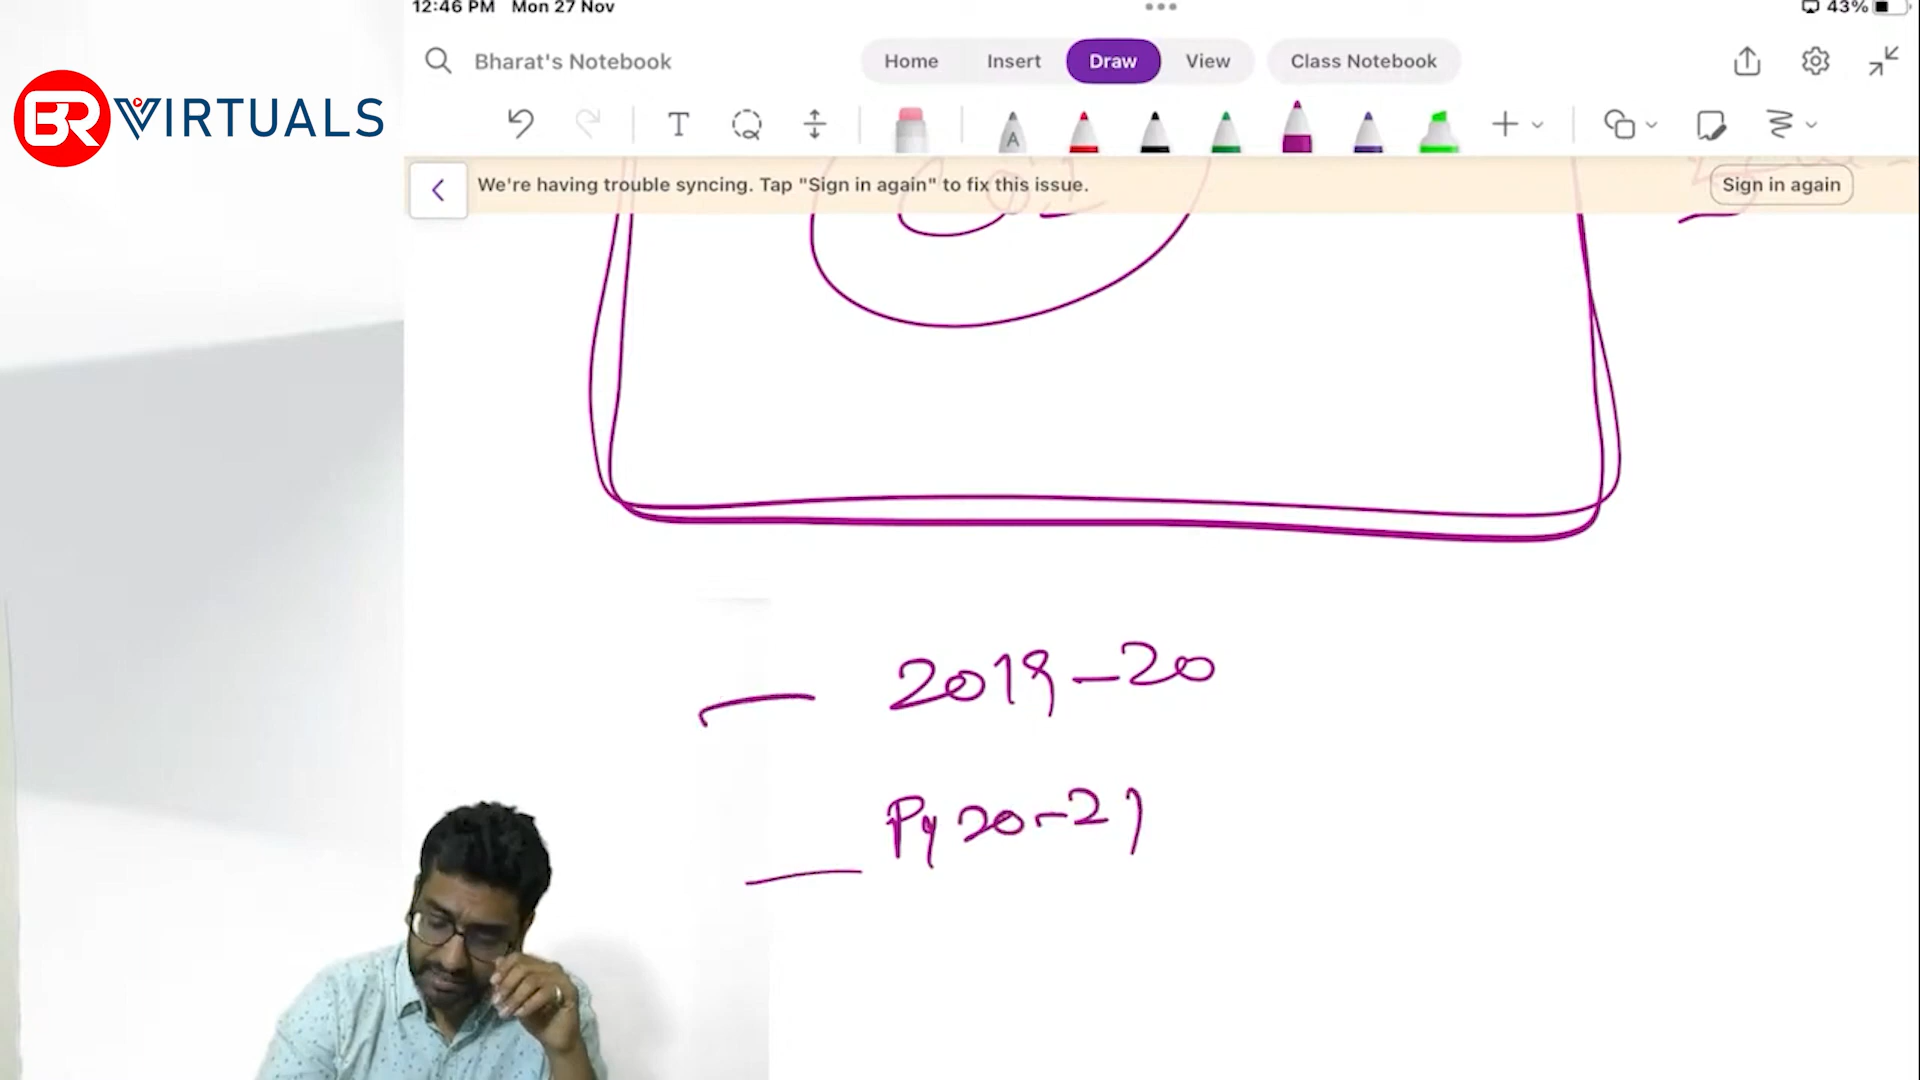 12:46 PM Mon 27 Nov
43%
BR VIRTUALS
Bharat's Notebook
Home
Insert
Draw
View
Class Notebook
T
A
We're having trouble syncing. Tap "Sign in again" to fix this issue.
Sign in again
2019-20
Py 20-21